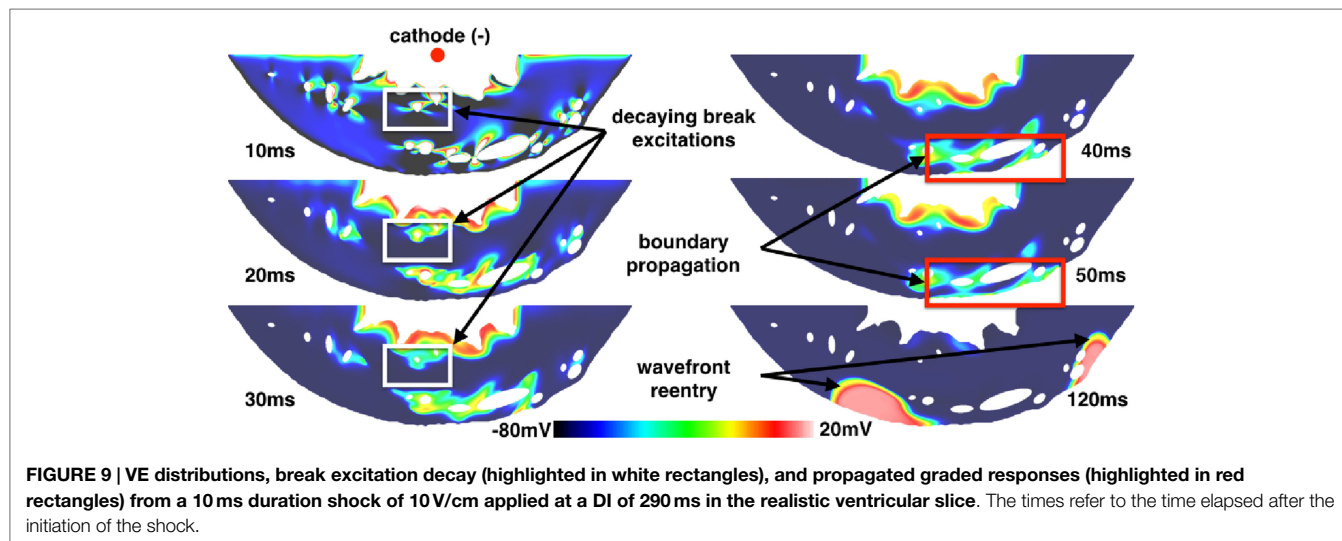 cathode (-)
10ms
decaying break
excitations
40ms
20ms
boundary
propagation
50ms
30ms
wavefront
reentry
120ms
-80mV
20mV
FIGURE 9 | VE distributions, break excitation decay (highlighted in white rectangles), and propagated graded responses (highlighted in red
rectangles) from a 10 ms duration shock of 10 V/cm applied at a DI of 290 ms in the realistic ventricular slice. The times refer to the time elapsed after the
initiation of the shock.